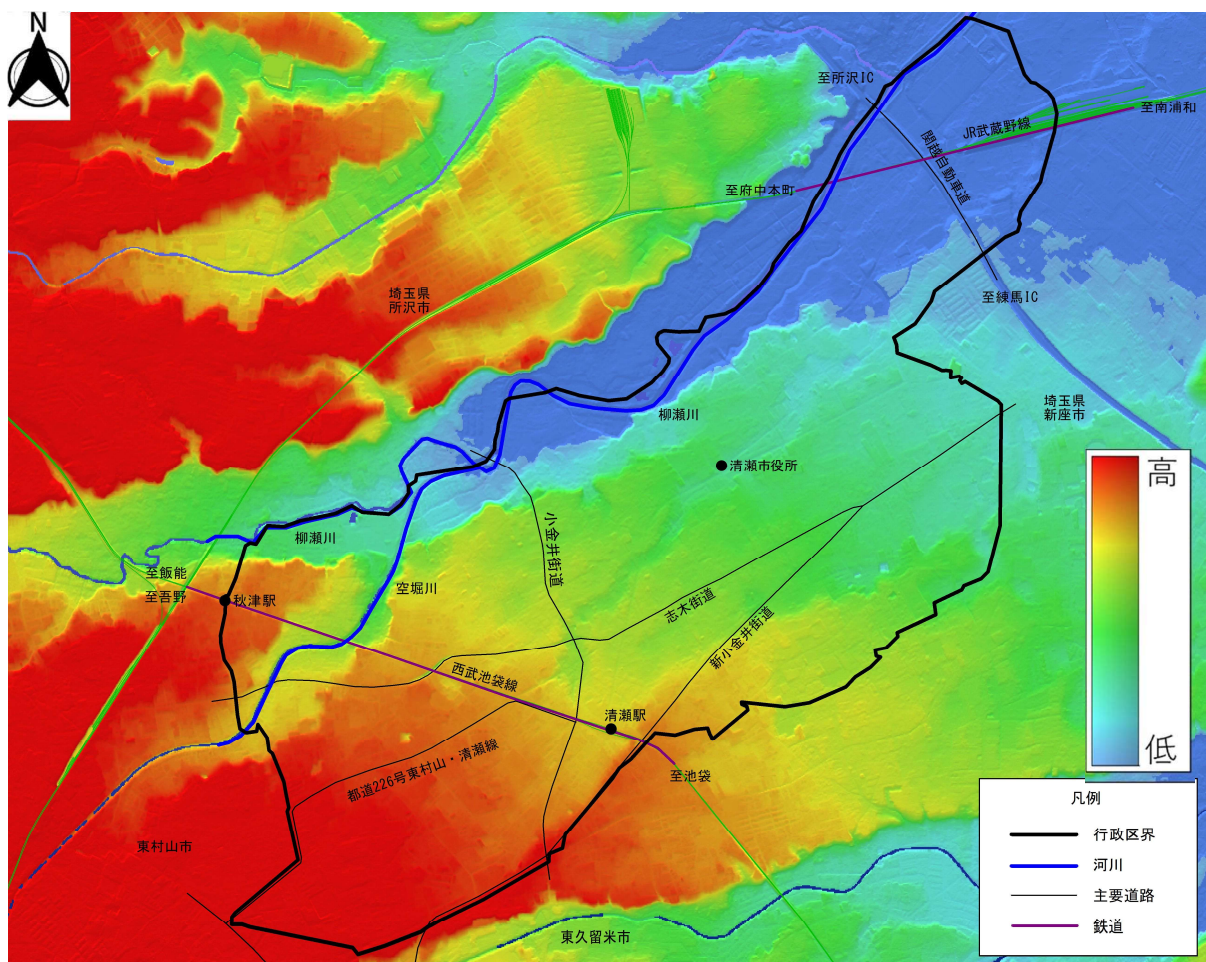 N
至所沢IC
至南浦和
JR武蔵野線
関越自動車道
至府中本町
埼玉県
所沢市
至練馬IC
柳瀬川
埼玉県
新座市
清瀬市役所
高
小金井街道
柳瀬川
至飯能
至吾野
秋津駅
空堀川
志木街道
新小金井街道
西武池袋線
清瀬駅
低
都道226号東村山・清瀬線
至池袋
東村山市
東久留米市
凡例
行政区界
河川
主要道路
鉄道